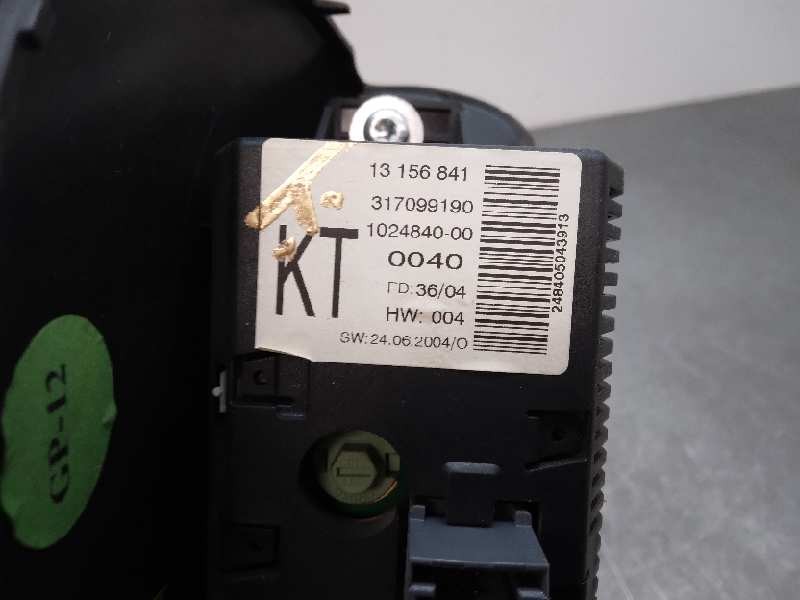 13 156 841
317099190
1024840-00
KT
0040
FD: 36/04
HW: 004
SW: 24.06.2004/0
248405043913
GP-12